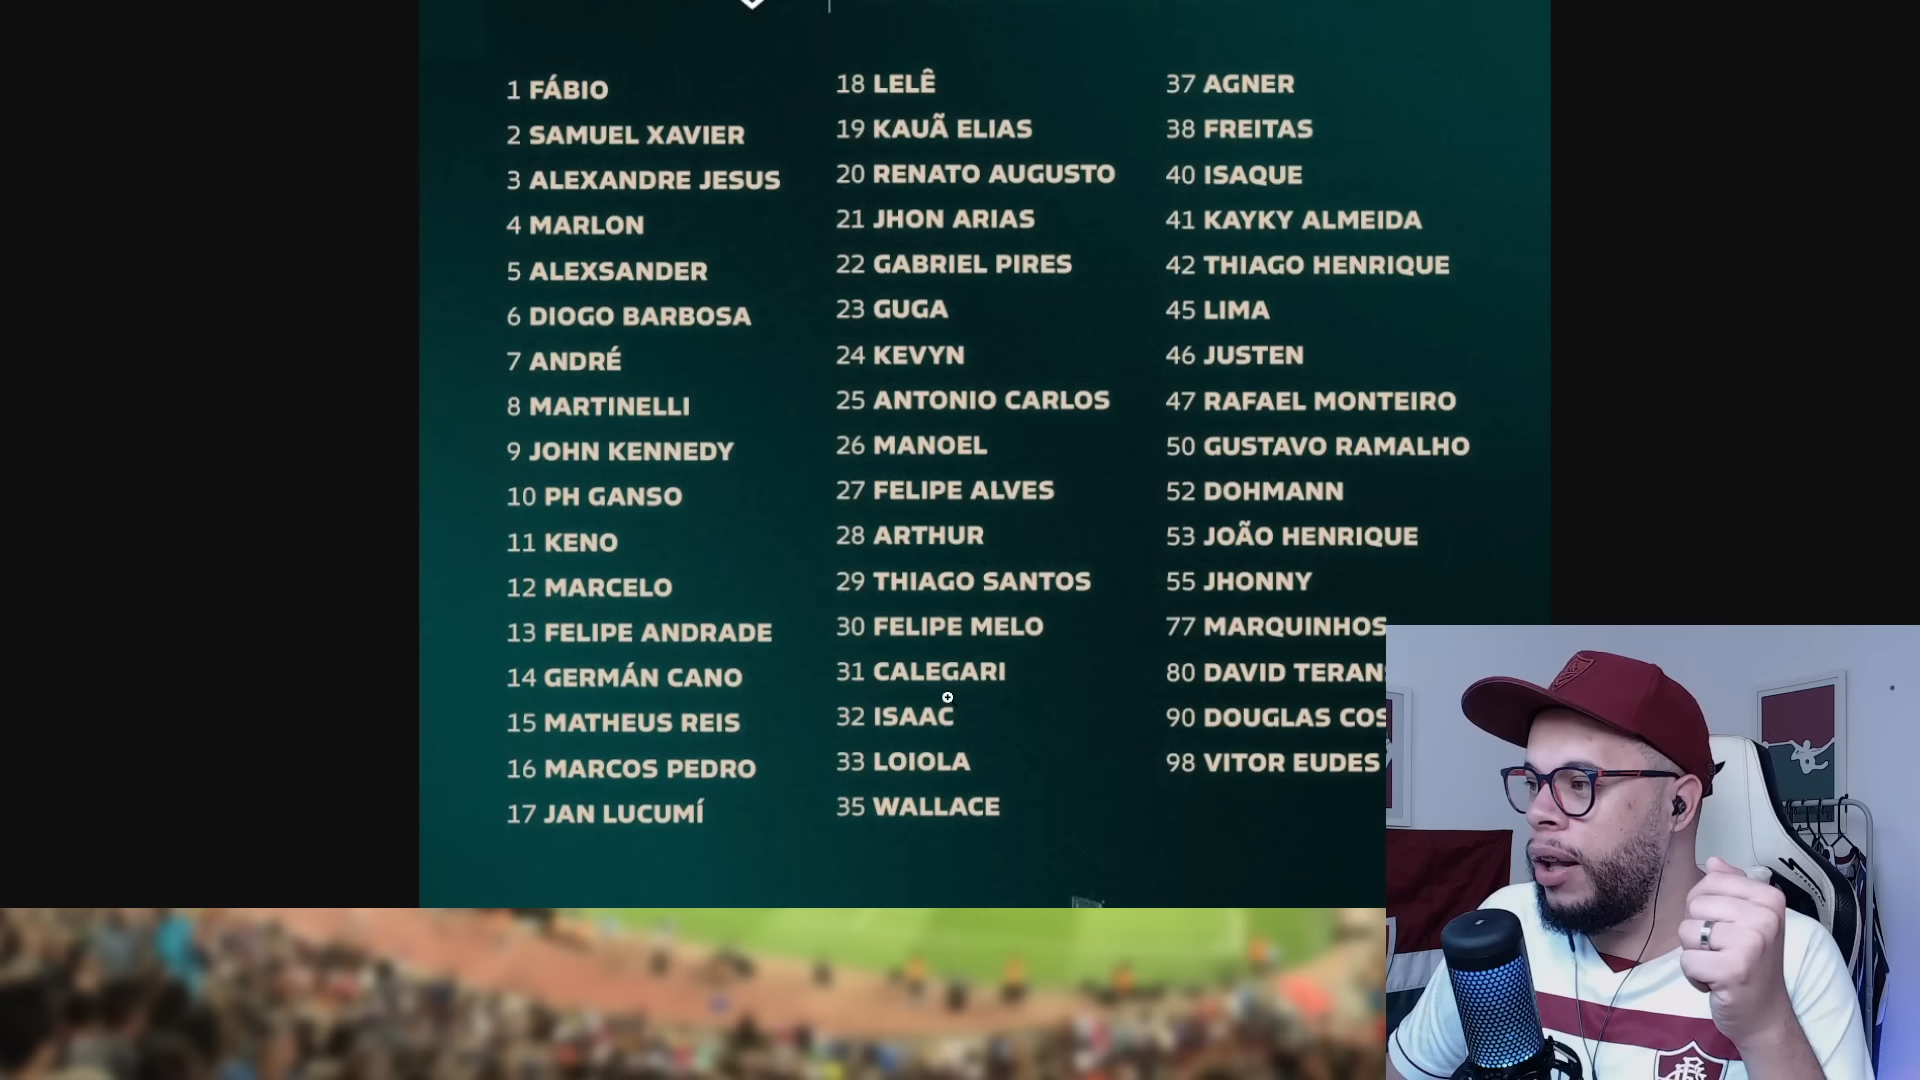 1 FÁBIO
2 SAMUEL XAVIER
3 ALEXANDRE JESUS
4 MARLON
5 ALEXSANDER
6 DIOGO BARBOSA
7 ANDRÉ
8 MARTINELLI
9 JOHN KENNEDY
10 PH GANSO
11 KENO
12 MARCELO
13 FELIPE ANDRADE
14 GERMÁN CANO
15 MATHEUS REIS
16 MARCOS PEDRO
17 JAN LUCUMÍ
18 LELÊ
19 KAUÃ ELIAS
20 RENATO AUGUSTO
21 JHON ARIAS
22 GABRIEL PIRES
23 GUGA
24 KEVYN
25 ANTONIO CARLOS
26 MANOEL
27 FELIPE ALVES
28 ARTHUR
29 THIAGO SANTOS
30 FELIPE MELO
31 CALEGARI
32 ISAAC
33 LOIOLA
35 WALLACE
37 AGNER
38 FREITAS
40 ISAQUE
41 KAYKY ALMEIDA
42 THIAGO HENRIQUE
45 LIMA
46 JUSTEN
47 RAFAEL MONTEIRO
50 GUSTAVO RAMALHO
52 DOHMANN
53 JOÃO HENRIQUE
55 JHONNY
77 MARQUINHOS
80 DAVID TERANS
90 DOUGLAS COS
98 VITOR EUDES